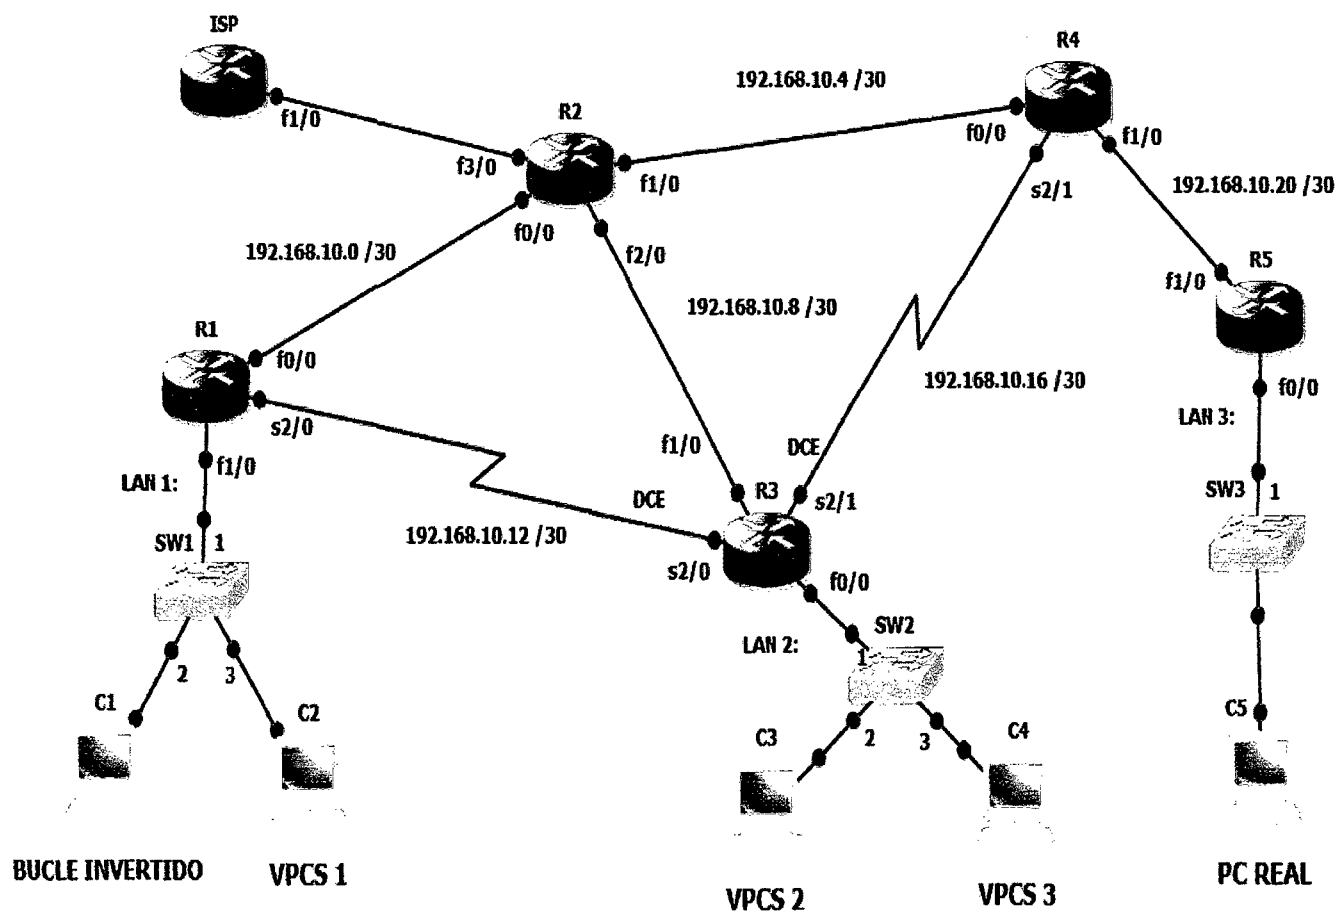 ISP
R4
192.168.10.4 /30
R2
f1/0
f0/0
f1/0
f3/0
f1/0
s2/1
192.168.10.20 /30
f0/0
192.168.10.0 /30
f2/0
R5
f1/0
192.168.10.8 /30
R1
f0/0
192.168.10.16 /30
f0/0
s2/0
LAN 3:
f1/0
DCE
f1/0
LAN 1:
R3
SW3
1
DCE
s2/1
192.168.10.12 /30
SW1
1
s2/0
f0/0
SW2
LAN 2:
1
2
3
C1
C2
C5
C3
2
3
C4
BUCLE INVERTIDO
VPCS 1
PC REAL
VPCS 2
VPCS 3